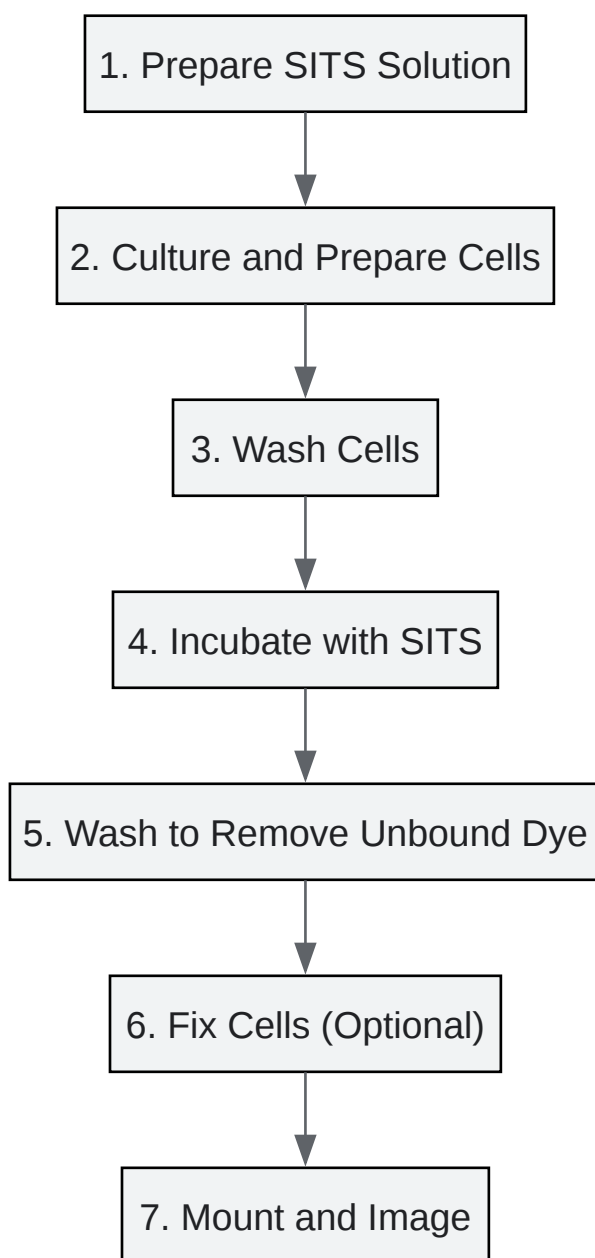 1. Prepare SITS Solution
2. Culture and Prepare Cells
3. Wash Cells
4. Incubate with SITS
5. Wash to Remove Unbound Dye
6. Fix Cells (Optional)
7. Mount and Image